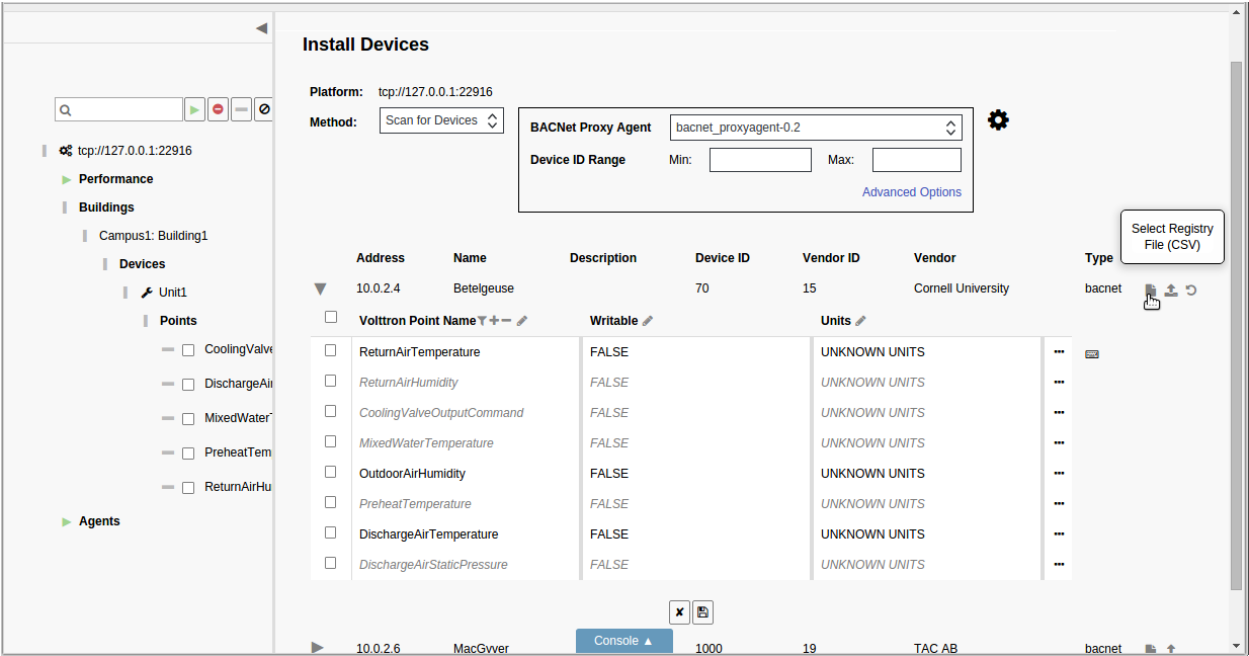 Install Devices
Platform: tcp://127.0.0.1:22916
Method: Scan for Devices
BACNet Proxy Agent bacnet_proxyagent-0.2
Device ID Range Min: Max:
Advanced Options
tcp://127.0.0.1:22916
Performance
Buildings
Campus1: Building1
Devices
Unit1
Points
CoolingValve
DischargeAir
MixedWaterT
PreheatTem
ReturnAirHu
Agents
Select Registry
File (CSV)
Address Name Description Device ID Vendor ID Vendor Type
10.0.2.4 Betelgeuse 70 15 Cornell University bacnet
Volttron Point Name Writable Units
ReturnAirTemperature FALSE UNKNOWN UNITS
ReturnAirHumidity FALSE UNKNOWN UNITS
CoolingValveOutputCommand FALSE UNKNOWN UNITS
MixedWaterTemperature FALSE UNKNOWN UNITS
OutdoorAirHumidity FALSE UNKNOWN UNITS
PreheatTemperature FALSE UNKNOWN UNITS
DischargeAirTemperature FALSE UNKNOWN UNITS
DischargeAirStaticPressure FALSE UNKNOWN UNITS
Console ▲
10.0.2.6 MacGyver 1000 19 TAC AB bacnet